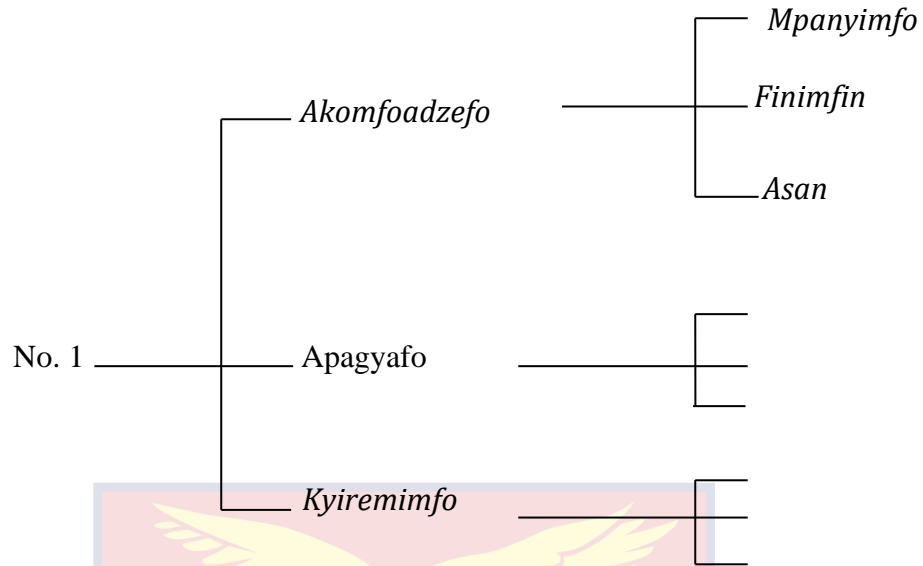 Mpanyimfo
Akomfoadzefo
Finimfin
Asan
No. 1
Apagyafo
Kyiremimfo